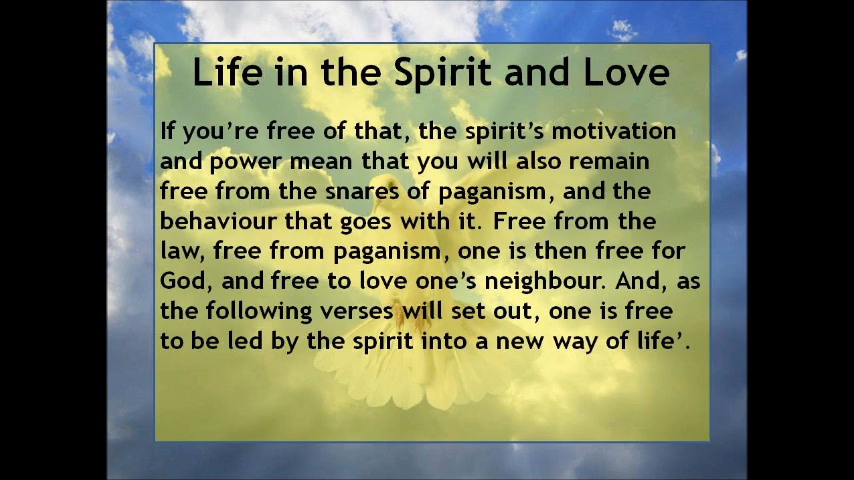 Life in the Spirit and Love
If you're free of that, the spirit's motivation
and power mean that you will also remain
free from the snares of paganism, and the
behaviour that goes with it. Free from the
law, free from paganism, one is then free for
God, and free to love one's neighbour. And, as
the following verses will set out, one is free
to be led by the spirit into a new way of life’.